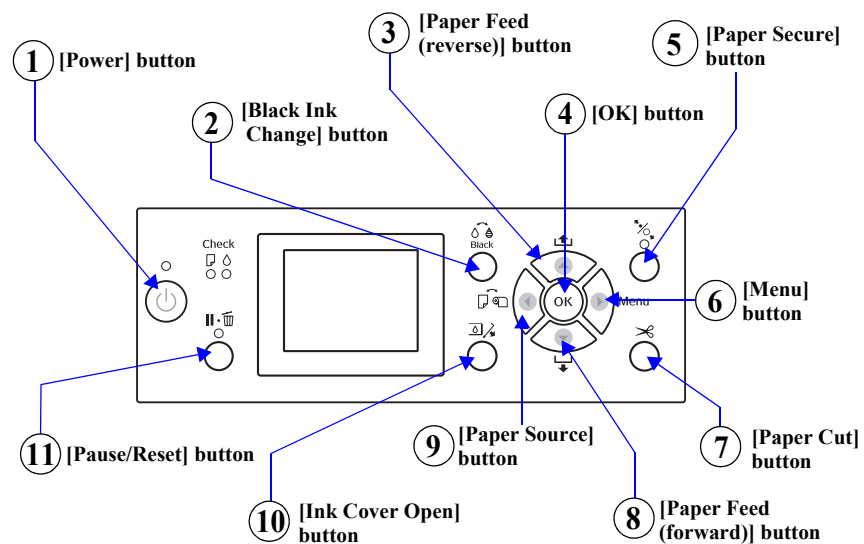 1 [Power] button
2 [Black Ink
Change] button
3 [Paper Feed
(reverse)] button
4 [OK] button
5 [Paper Secure]
button
Check
Black
OK
Menu
6 [Menu]
button
7 [Paper Cut]
button
8 [Paper Feed
(forward)] button
9 [Paper Source]
button
10 [Ink Cover Open]
button
11 [Pause/Reset] button